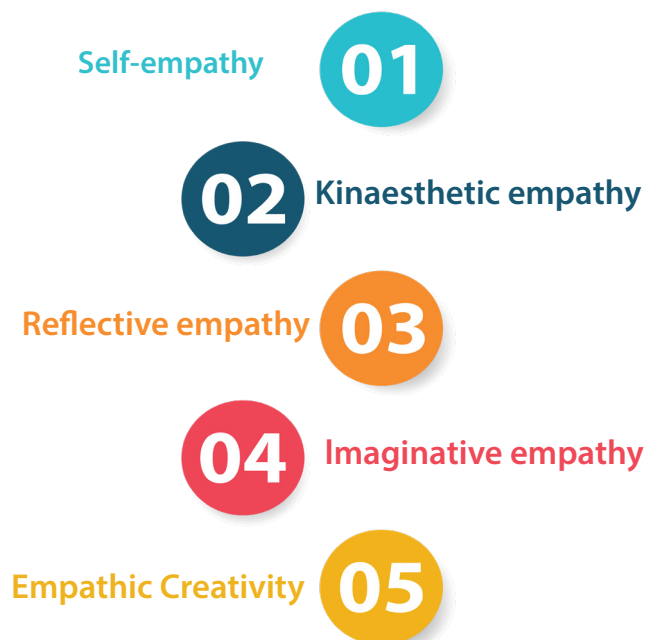 Self-empathy 01
02 Kinaesthetic empathy
Reflective empathy 03
04 Imaginative empathy
Empathic Creativity 05